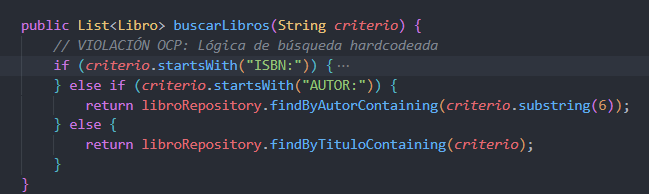 public List<Libro> buscarLibros(String criterio) {
    // VIOLACIÓN OCP: Lógica de búsqueda hardcodeada
    if (criterio.startsWith("ISBN:")) {···
    } else if (criterio.startsWith("AUTOR:")) {
        return libroRepository.findByAutorContaining(criterio.substring(6));
    } else {
        return libroRepository.findByTituloContaining(criterio);
    }
}